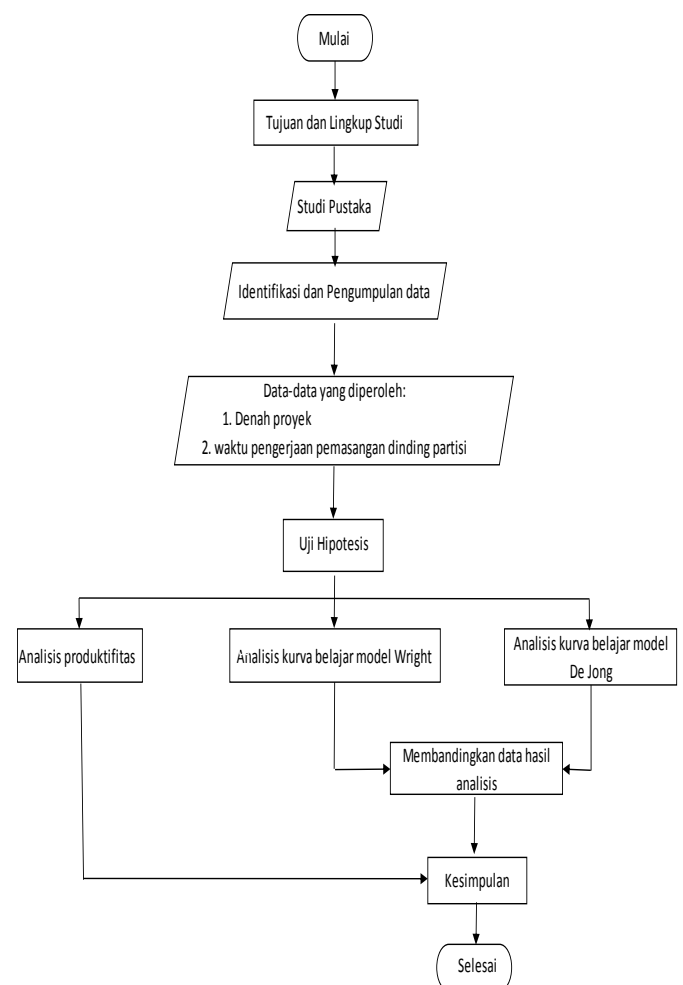 Mulai
Tujuan dan Lingkup Studi
Studi Pustaka
Identifikasi dan Pengumpulan data
Data-data yang diperoleh:
1. Denah proyek
2. waktu pengerjaan pemasangan dinding partisi
Uji Hipotesis
Analisis produktifitas
Analisis kurva belajar model Wright
Analisis kurva belajar model
De Jong
Membandingkan data hasil
analisis
Kesimpulan
Selesai